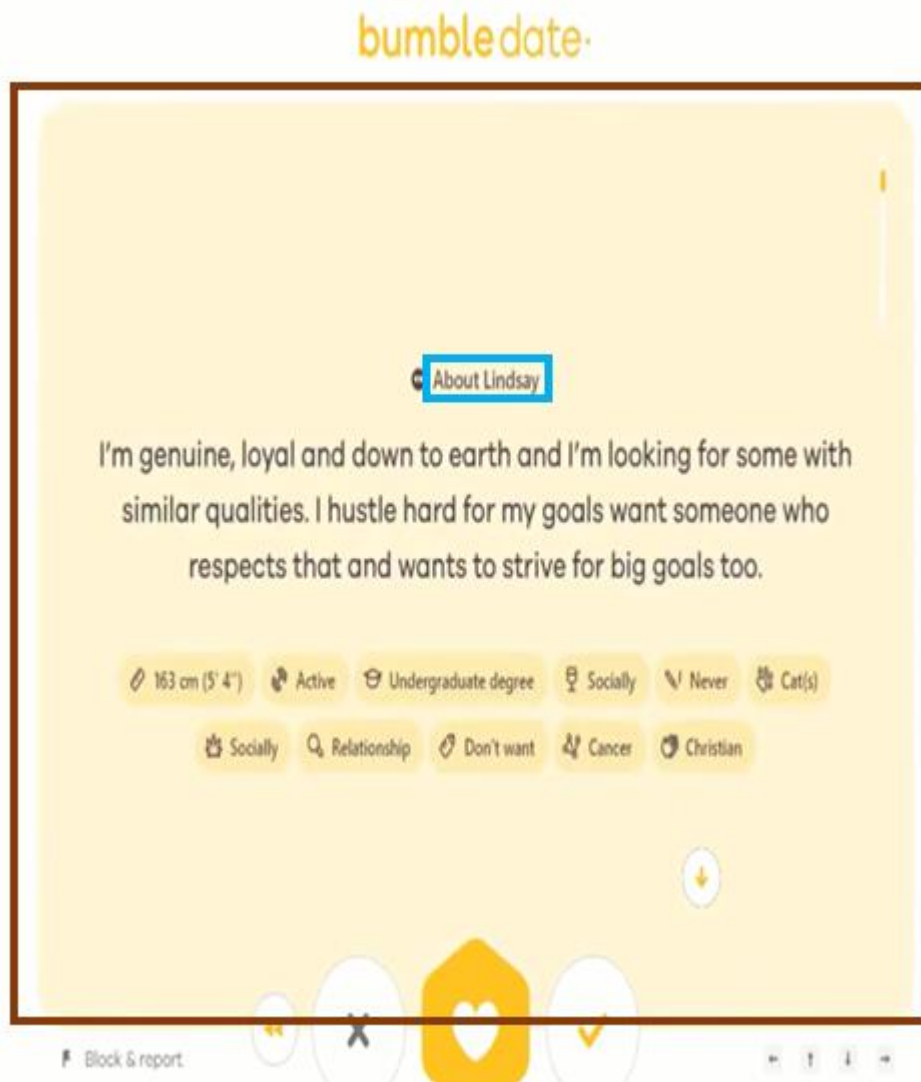 bumble date
About Lindsay
I'm genuine, loyal and down to earth and I'm looking for some with
similar qualities. I hustle hard for my goals want someone who
respects that and wants to strive for big goals too.
163 cm (5' 4") Active Undergraduate degree Socially Never Cat(s)
Socially Relationship Don't want Cancer Christian
Block & report